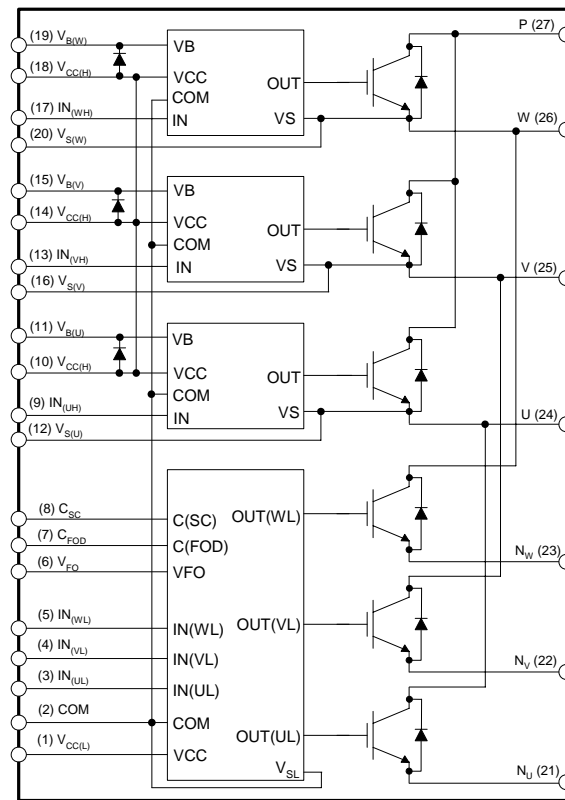 (19) VB(W)
(18) VCC(H)
(17) IN(WH)
(20) VS(W)
VB
VCC
COM
IN
OUT
VS
P (27)
W (26)
(15) VB(V)
(14) VCC(H)
(13) IN(VH)
(16) VS(V)
VB
VCC
COM
IN
OUT
VS
V (25)
(11) VB(U)
(10) VCC(H)
(9) IN(UH)
(12) VS(U)
VB
VCC
COM
IN
OUT
VS
U (24)
(8) CSC
(7) CFOD
(6) VFO
(5) IN(WL)
(4) IN(VL)
(3) IN(UL)
(2) COM
(1) VCC(L)
C(SC)
C(FOD)
VFO
IN(WL)
IN(VL)
IN(UL)
COM
VCC
OUT(WL)
OUT(VL)
OUT(UL)
VSL
NW (23)
NV (22)
NU (21)